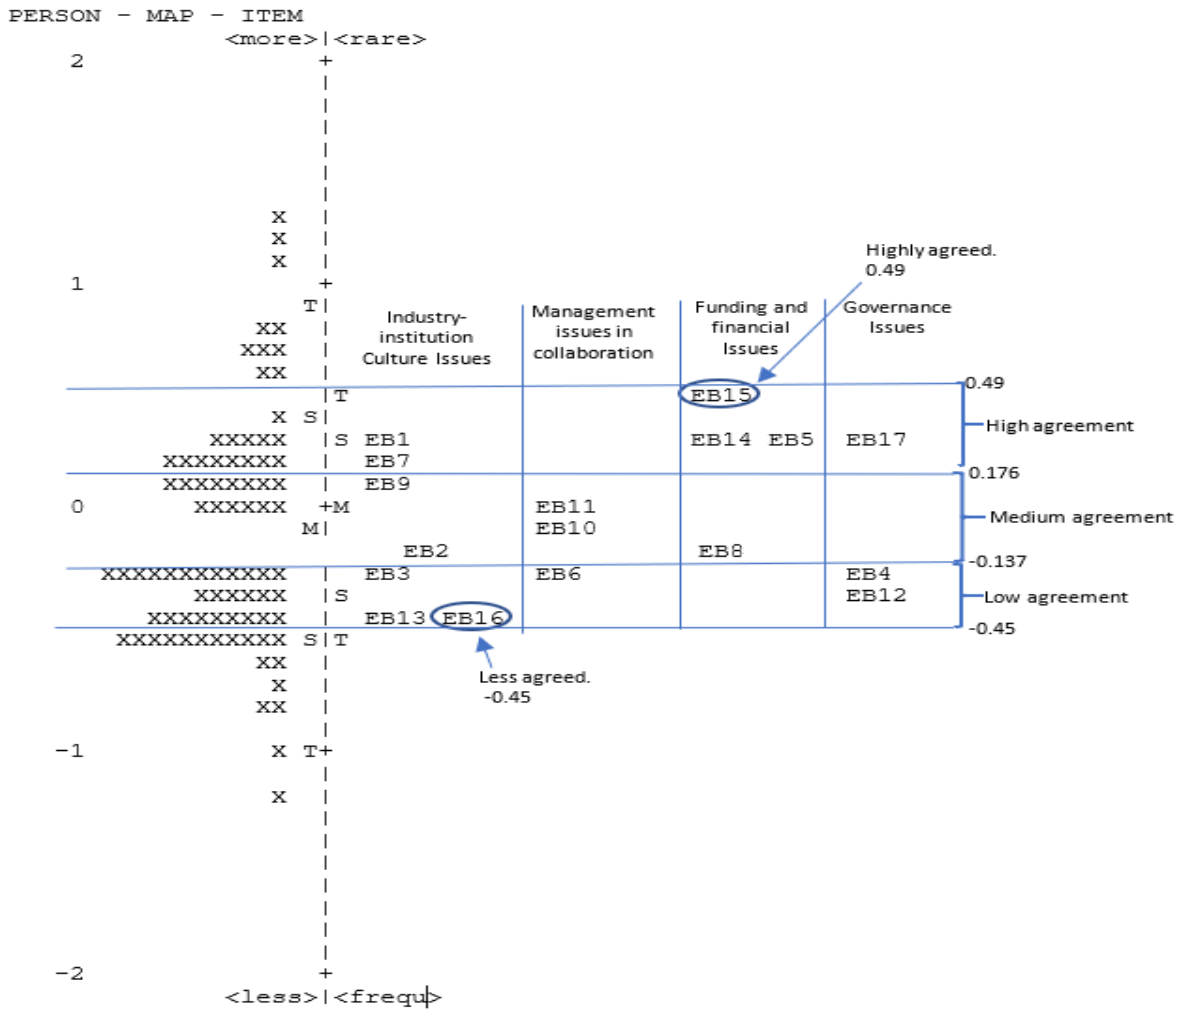 PERSON - MAP - ITEM
<more>|<rare>
2 +
|
|
|
|
|
|
X |
X |
Highly agreed.
0.49
X |
1 +
T|
Industry-
institution
Culture Issues
Management
issues in
collaboration
Funding and
financial
Issues
Governance
Issues
XX |
XXX |
XX |
0.49
|T EB15
X S|
High agreement
XXXXX |S EB1 EB14 EB5 EB17
XXXXXXXX | EB7
0.176
XXXXXXXX | EB9
0 XXXXXX +M EB11
Medium agreement
M| EB10
| EB2 EB8
-0.137
XXXXXXXXXXXX | EB3 EB6 EB4
XXXXXX |S EB12
Low agreement
XXXXXXXXX | EB13 EB16
-0.45
XXXXXXXXXXX S|T
XX |
Less agreed.
-0.45
X |
XX |
|
-1 X T+
|
X |
|
|
|
|
|
|
|
-2 +
<less>|<frequ>